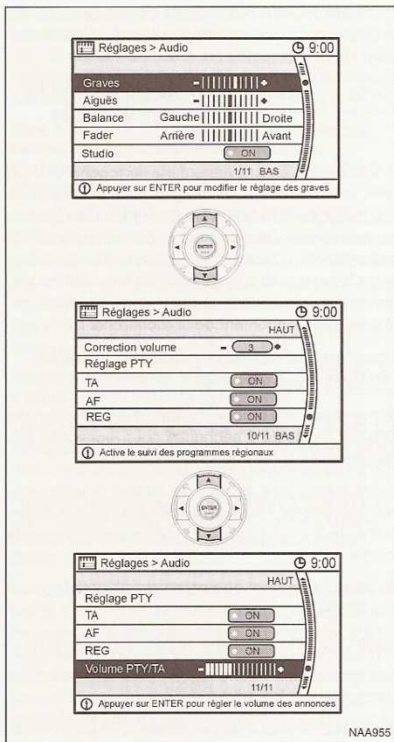 Réglages > Audio 9:00
Graves - +
Aiguës - +
Balance Gauche Droite
Fader Arrière Avant
Studio ON
1/11 BAS
Appuyer sur ENTER pour modifier le réglage des graves
ENTER
Réglages > Audio 9:00
HAUT
Correction volume - 3 +
Réglage PTY
TA ON
AF ON
REG ON
10/11 BAS
Active le suivi des programmes régionaux
ENTER
Réglages > Audio 9:00
HAUT
Réglage PTY
TA ON
AF ON
REG ON
Volume PTY/TA - +
11/11
Appuyer sur ENTER pour régler le volume des annonces
NAA955